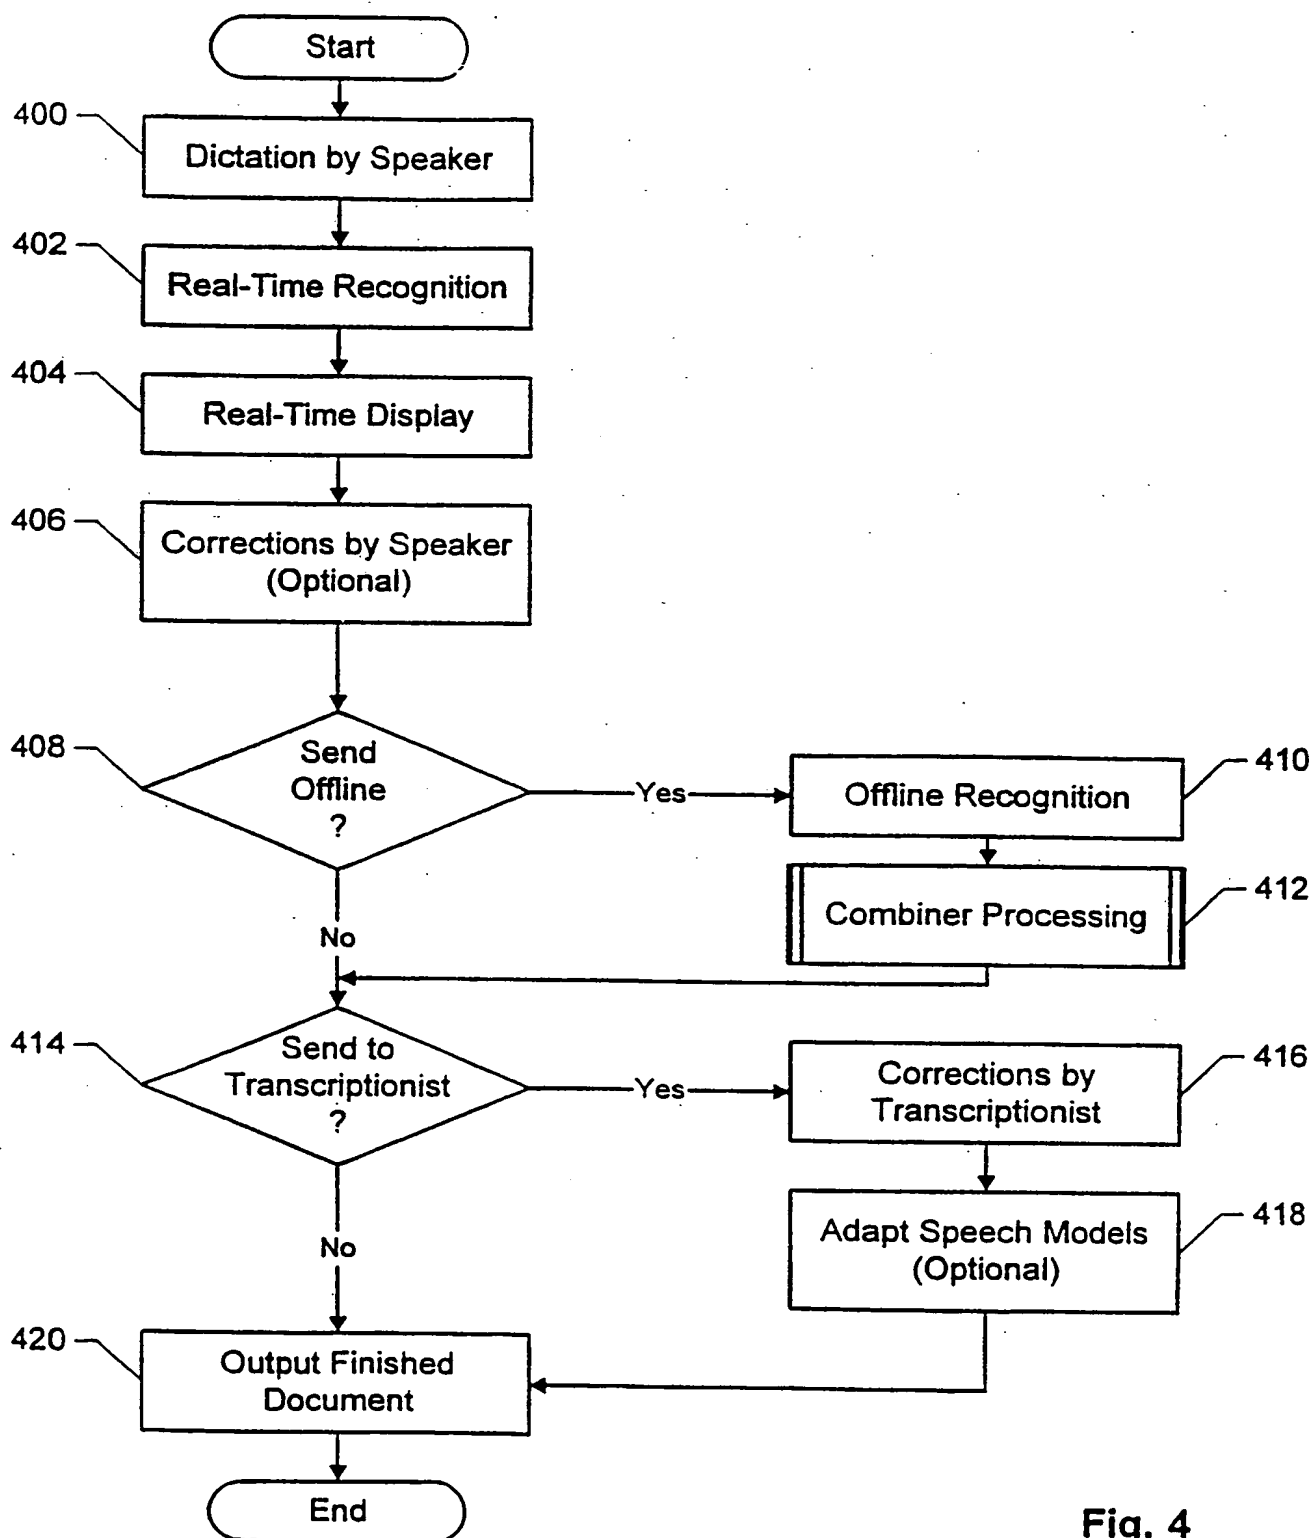 Start
400
Dictation by Speaker
402
Real-Time Recognition
404
Real-Time Display
406
Corrections by Speaker
(Optional)
408
Send
Offline
?
Yes
410
Offline Recognition
412
Combiner Processing
No
414
Send to
Transcriptionist
?
Yes
416
Corrections by
Transcriptionist
418
Adapt Speech Models
(Optional)
No
420
Output Finished
Document
End
Fig. 4